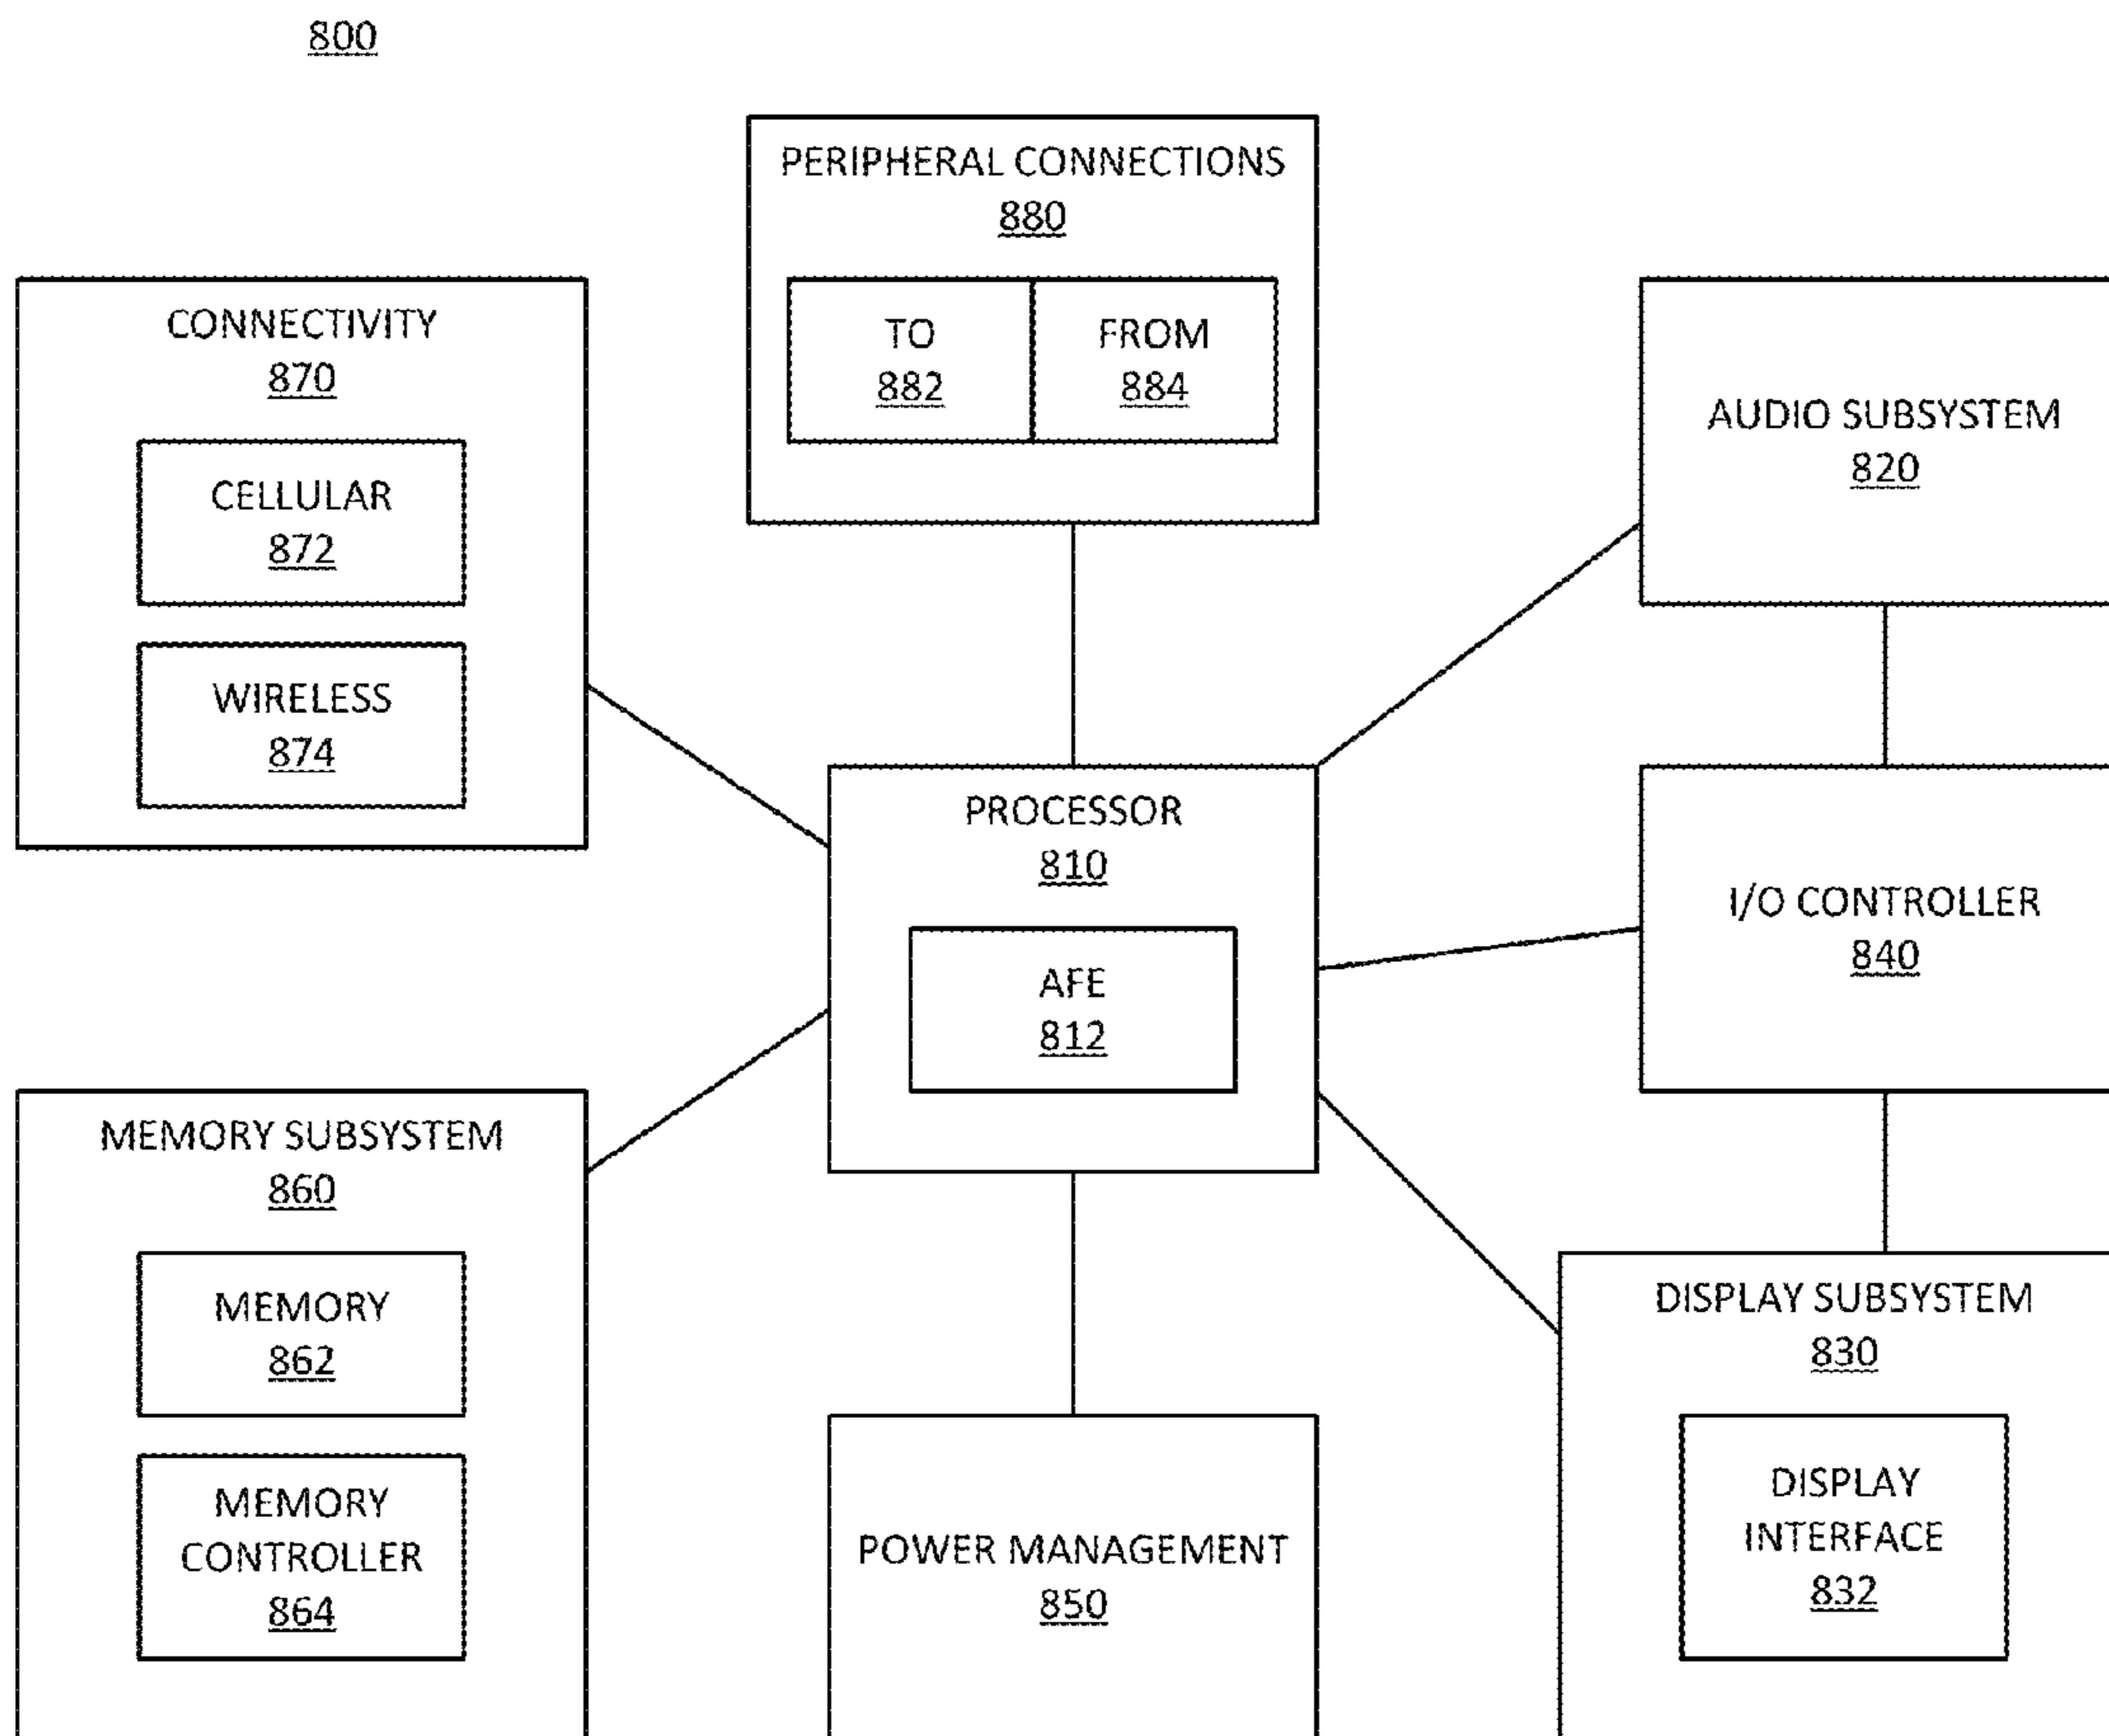 800
PERIPHERAL CONNECTIONS
880
TO
882
FROM
884
CONNECTIVITY
870
CELLULAR
872
WIRELESS
874
AUDIO SUBSYSTEM
820
PROCESSOR
810
AFE
812
I/O CONTROLLER
840
MEMORY SUBSYSTEM
860
MEMORY
862
MEMORY
CONTROLLER
864
POWER MANAGEMENT
850
DISPLAY SUBSYSTEM
830
DISPLAY
INTERFACE
832